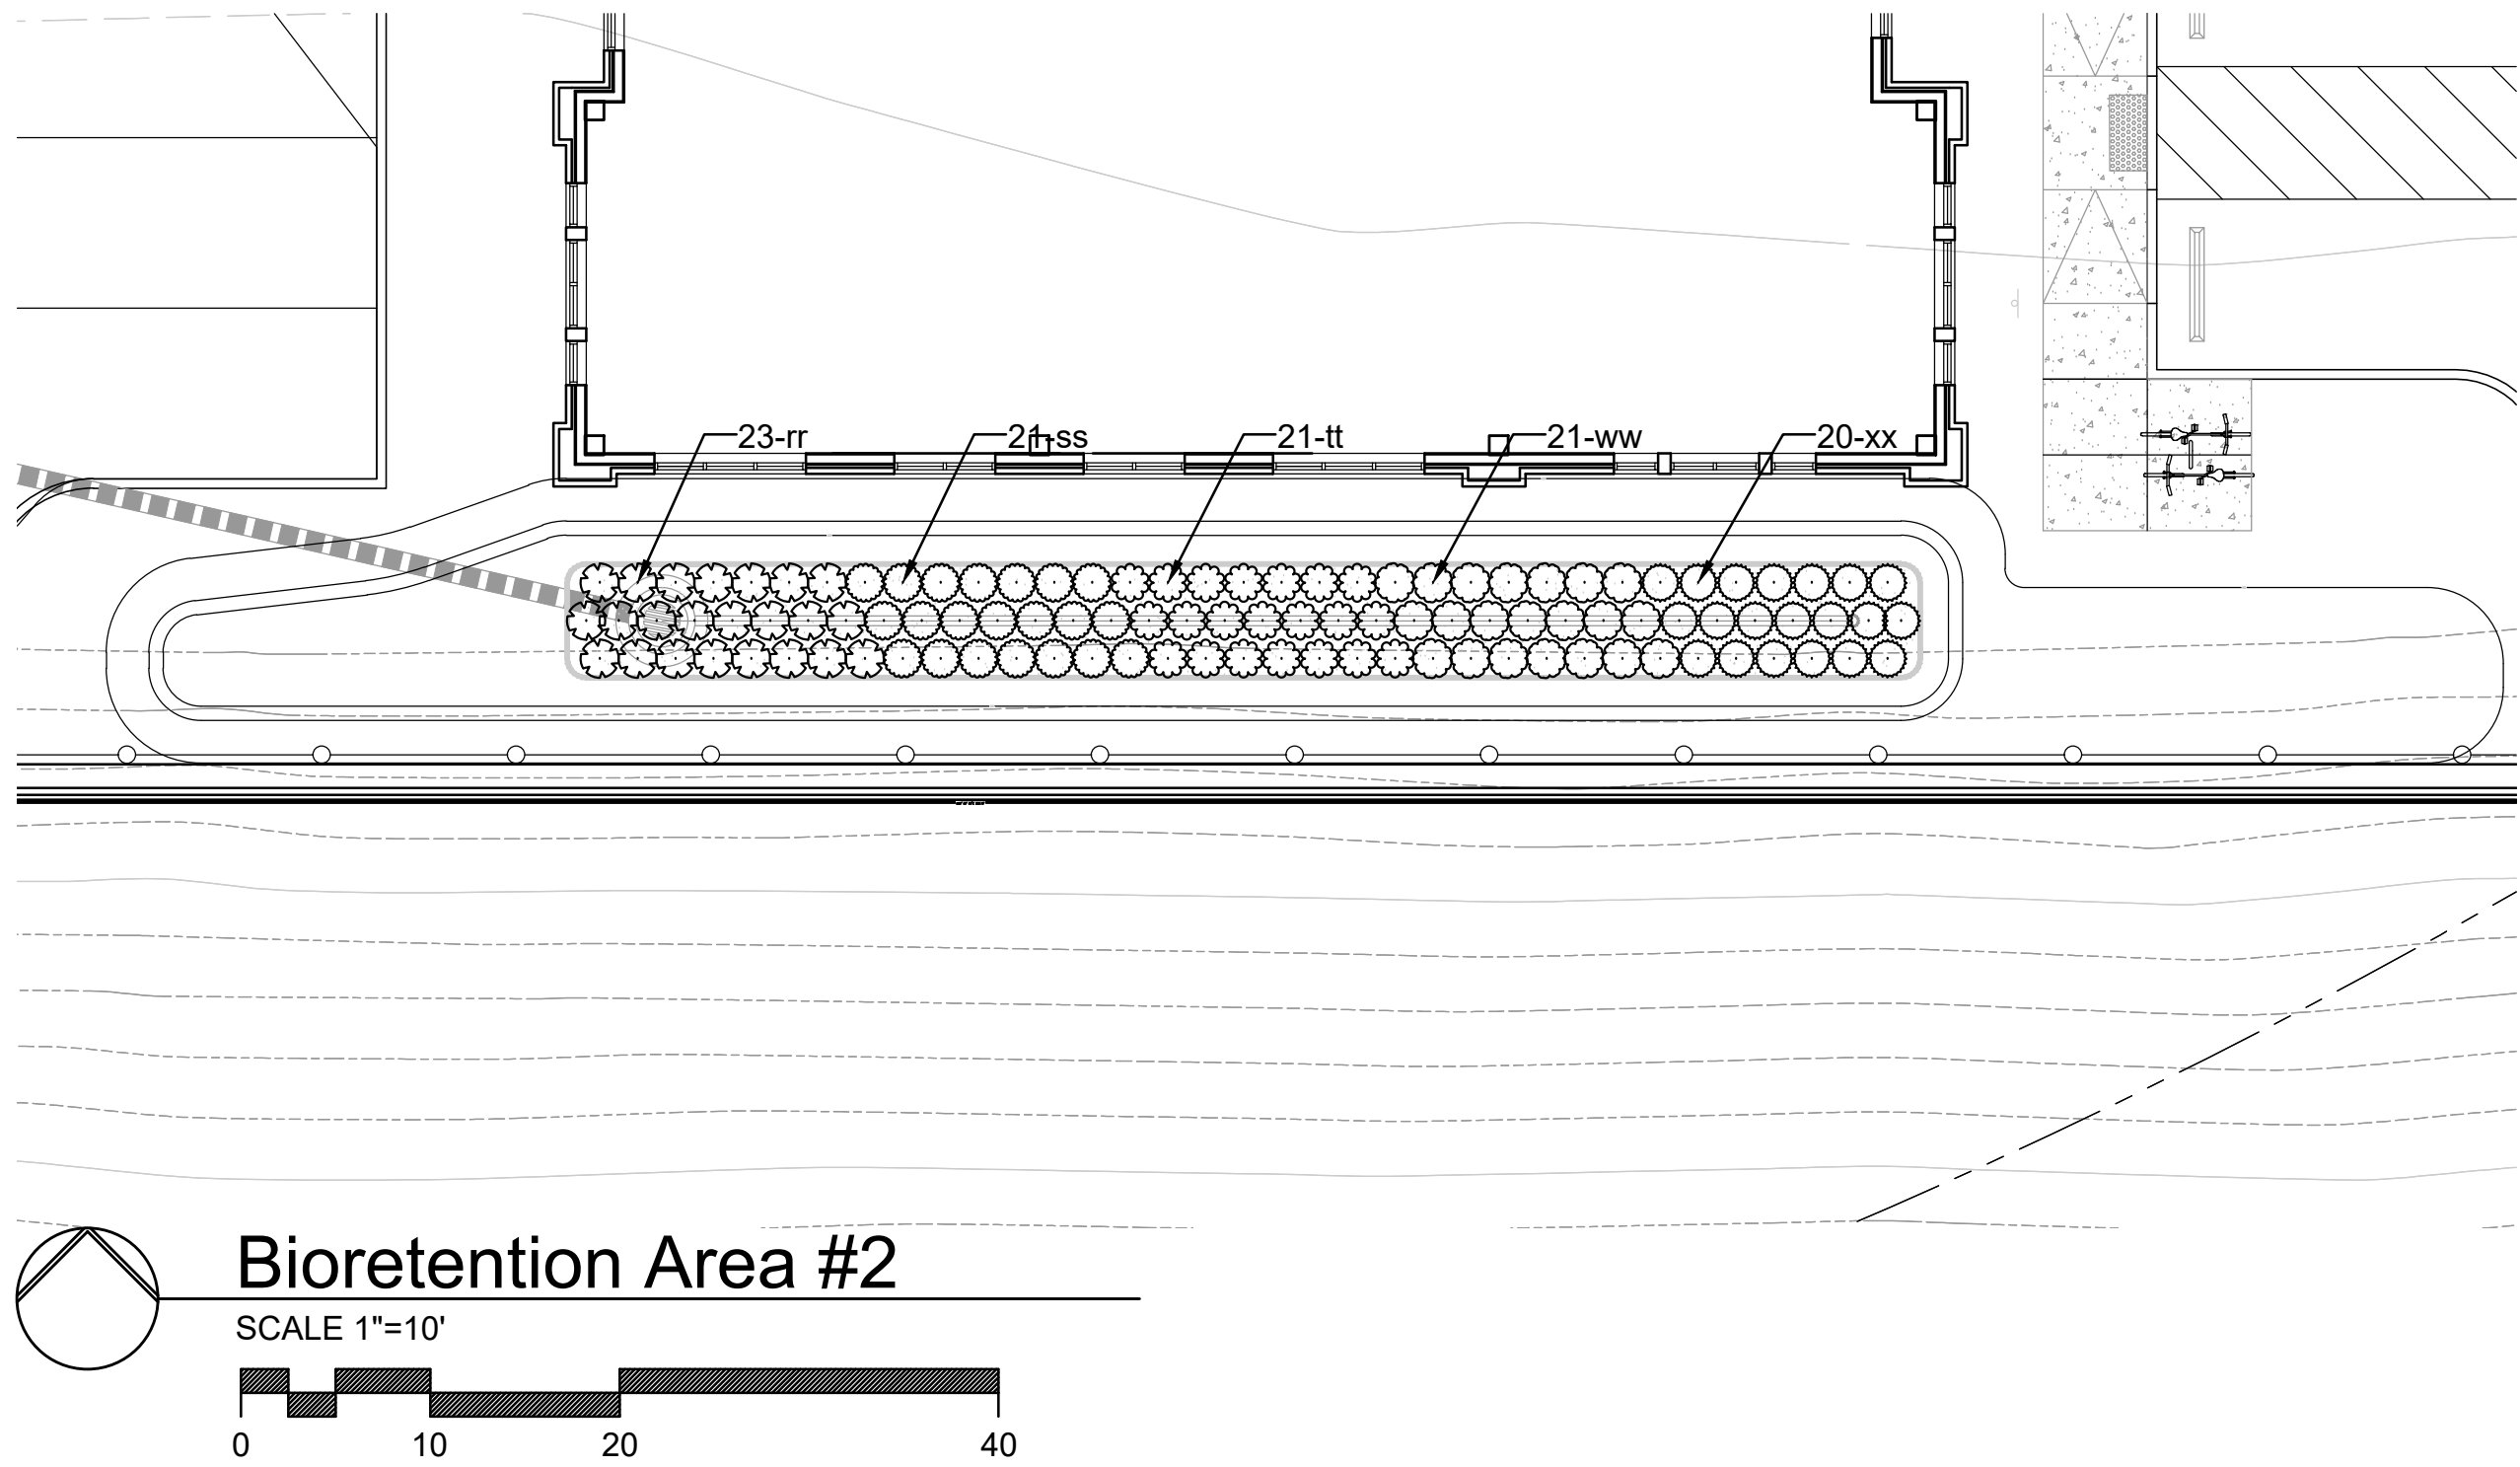 23-rr
21-ss
21-tt
21-ww
20-xx
Bioretention Area #2
SCALE 1"=10'
0 10 20 40